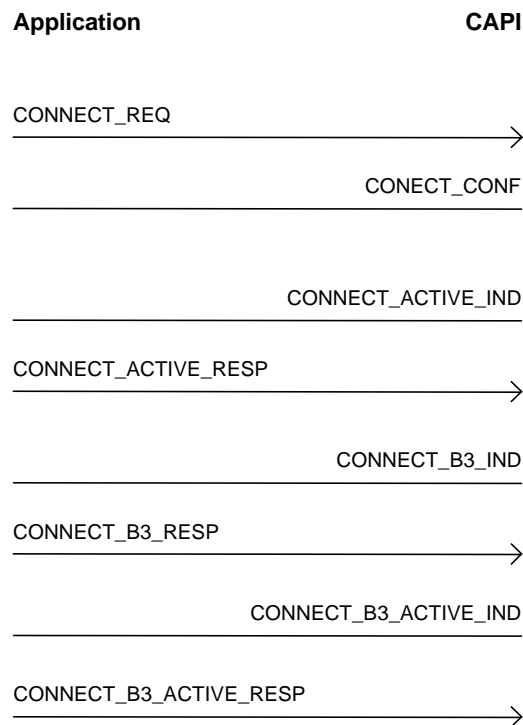 Application CAPI
CONNECT_REQ
CONECT_CONF
CONNECT_ACTIVE_IND
CONNECT_ACTIVE_RESP
CONNECT_B3_IND
CONNECT_B3_RESP
CONNECT_B3_ACTIVE_IND
CONNECT_B3_ACTIVE_RESP